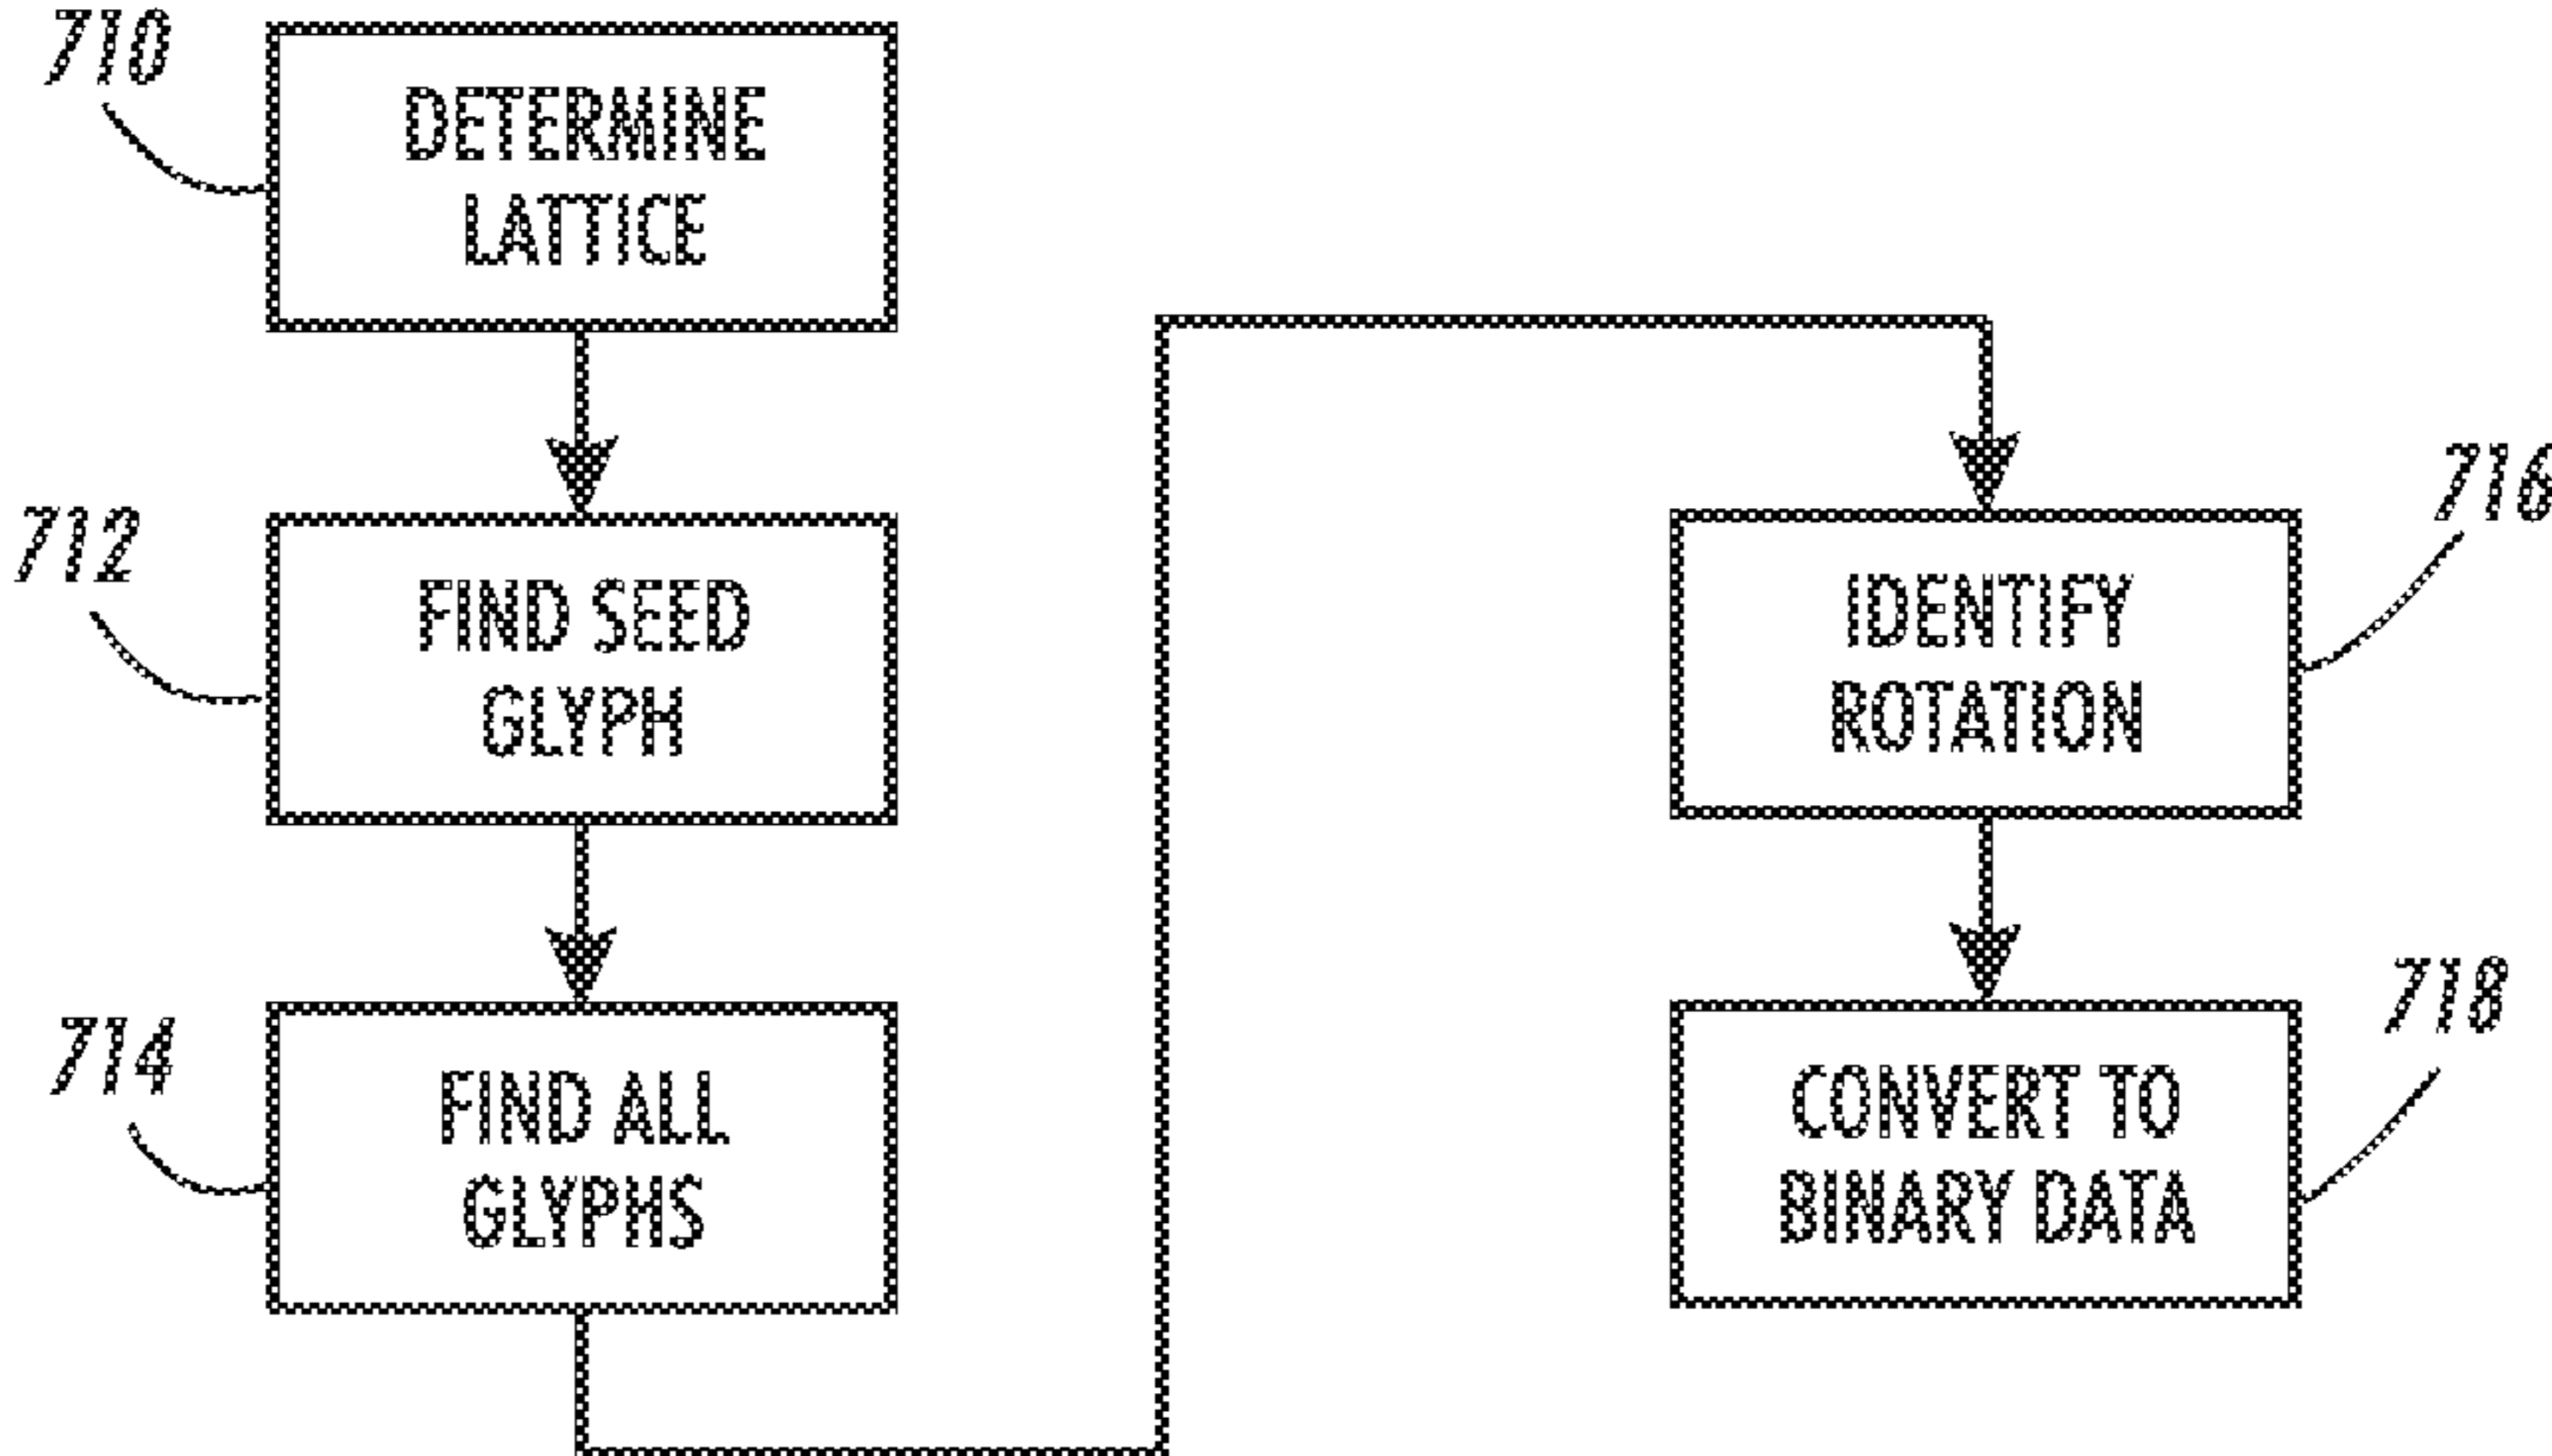 710
DETERMINE
LATTICE
712
FIND SEED
GLYPH
714
FIND ALL
GLYPHS
716
IDENTIFY
ROTATION
718
CONVERT TO
BINARY DATA